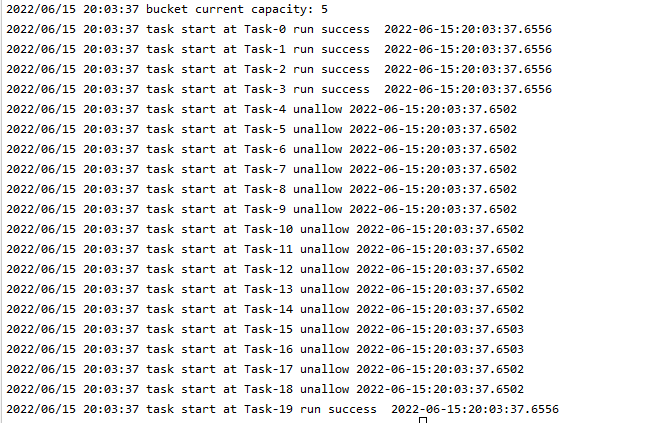 2022/06/15 20:03:37 bucket current capacity: 5
2022/06/15 20:03:37 task start at Task-0 run success  2022-06-15:20:03:37.6556
2022/06/15 20:03:37 task start at Task-1 run success  2022-06-15:20:03:37.6556
2022/06/15 20:03:37 task start at Task-2 run success  2022-06-15:20:03:37.6556
2022/06/15 20:03:37 task start at Task-3 run success  2022-06-15:20:03:37.6556
2022/06/15 20:03:37 task start at Task-4 unallow 2022-06-15:20:03:37.6502
2022/06/15 20:03:37 task start at Task-5 unallow 2022-06-15:20:03:37.6502
2022/06/15 20:03:37 task start at Task-6 unallow 2022-06-15:20:03:37.6502
2022/06/15 20:03:37 task start at Task-7 unallow 2022-06-15:20:03:37.6502
2022/06/15 20:03:37 task start at Task-8 unallow 2022-06-15:20:03:37.6502
2022/06/15 20:03:37 task start at Task-9 unallow 2022-06-15:20:03:37.6502
2022/06/15 20:03:37 task start at Task-10 unallow 2022-06-15:20:03:37.6502
2022/06/15 20:03:37 task start at Task-11 unallow 2022-06-15:20:03:37.6502
2022/06/15 20:03:37 task start at Task-12 unallow 2022-06-15:20:03:37.6502
2022/06/15 20:03:37 task start at Task-13 unallow 2022-06-15:20:03:37.6502
2022/06/15 20:03:37 task start at Task-14 unallow 2022-06-15:20:03:37.6502
2022/06/15 20:03:37 task start at Task-15 unallow 2022-06-15:20:03:37.6503
2022/06/15 20:03:37 task start at Task-16 unallow 2022-06-15:20:03:37.6503
2022/06/15 20:03:37 task start at Task-17 unallow 2022-06-15:20:03:37.6502
2022/06/15 20:03:37 task start at Task-18 unallow 2022-06-15:20:03:37.6502
2022/06/15 20:03:37 task start at Task-19 run success  2022-06-15:20:03:37.6556